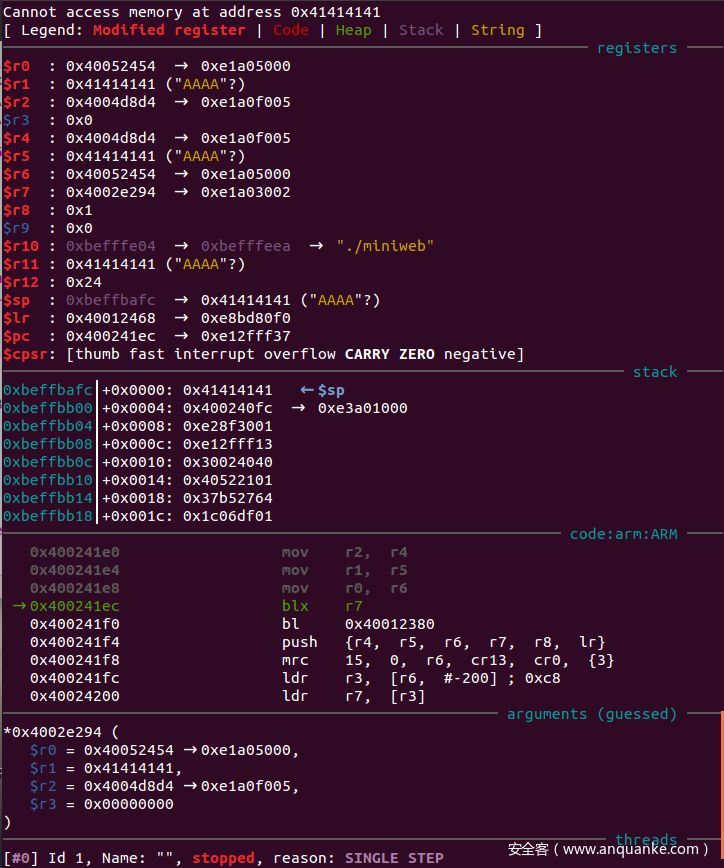 Cannot access memory at address 0x41414141
[ Legend: Modified register | Code | Heap | Stack | String ]
registers
$r0 : 0x40052454 → 0xe1a05000
$r1 : 0x41414141 ("AAAA"?)
$r2 : 0x4004d8d4 → 0xe1a0f005
$r3 : 0x0
$r4 : 0x4004d8d4 → 0xe1a0f005
$r5 : 0x41414141 ("AAAA"?)
$r6 : 0x40052454 → 0xe1a05000
$r7 : 0x4002e294 → 0xe1a03002
$r8 : 0x1
$r9 : 0x0
$r10 : 0xbefffe04 → 0xbefffeea → "./miniweb"
$r11 : 0x41414141 ("AAAA"?)
$r12 : 0x24
$sp : 0xbeffbafc → 0x41414141 ("AAAA"?)
$lr : 0x40012468 → 0xe8bd80f0
$pc : 0x400241ec → 0xe12fff37
$cpsr: [thumb fast interrupt overflow CARRY ZERO negative]
stack
0xbeffbafc|+0x0000: 0x41414141 ←$sp
0xbeffbb00|+0x0004: 0x400240fc → 0xe3a01000
0xbeffbb04|+0x0008: 0xe28f3001
0xbeffbb08|+0x000c: 0xe12fff13
0xbeffbb0c|+0x0010: 0x30024040
0xbeffbb10|+0x0014: 0x40522101
0xbeffbb14|+0x0018: 0x37b52764
0xbeffbb18|+0x001c: 0x1c06df01
code:arm:ARM
0x400241e0 mov r2, r4
0x400241e4 mov r1, r5
0x400241e8 mov r0, r6
→0x400241ec blx r7
0x400241f0 bl 0x40012380
0x400241f4 push {r4, r5, r6, r7, r8, lr}
0x400241f8 mrc 15, 0, r6, cr13, cr0, {3}
0x400241fc ldr r3, [r6, #-200] ; 0xc8
0x40024200 ldr r7, [r3]
arguments (guessed)
*0x4002e294 (
$r0 = 0x40052454 →0xe1a05000,
$r1 = 0x41414141,
$r2 = 0x4004d8d4 →0xe1a0f005,
$r3 = 0x00000000
)
threads
[#0] Id 1, Name: "", stopped, reason: SINGLE STEP
安全客（www.anquanke.com）